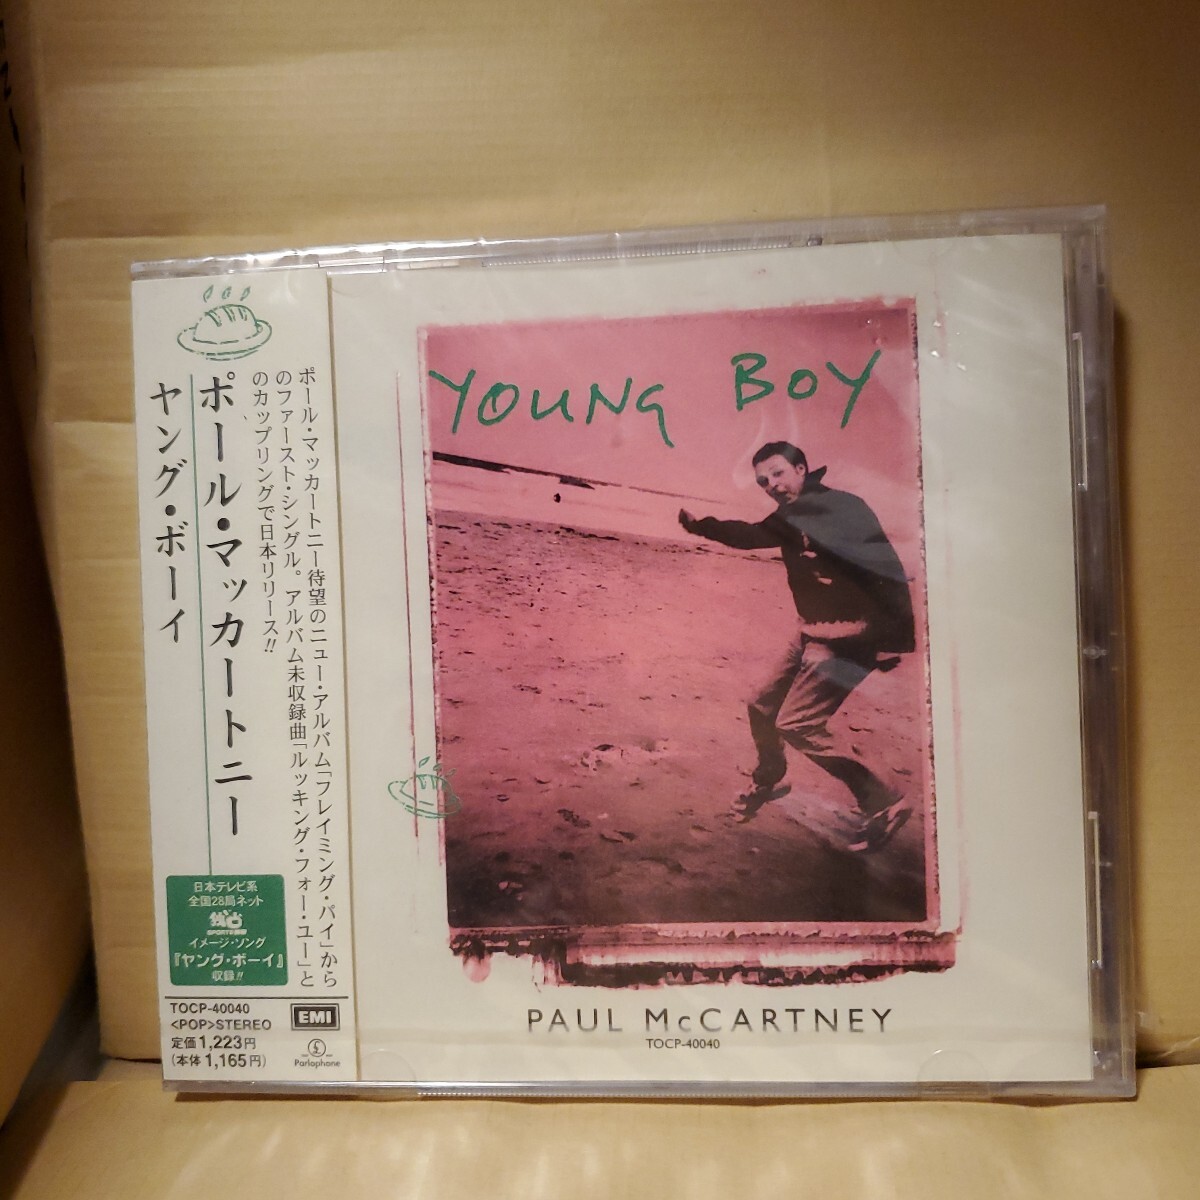 ポール・マッカートニー
ヤング・ボーイ
ポール・マッカートニー待望のニュー・アルバム「フレイミング・パイ」から
のファースト・シングル。アルバム未収録曲「ルッキング・フォー・ユー」と
のカップリングで日本リリース!!
日本テレビ系
全国28局ネット
イメージ・ソング
『ヤング・ボーイ』
収録!!
TOCP-40040
<POP>STEREO
定価1,223円
(本体1,165円)
EMI
Parlophone
YOUNG BOY
PAUL McCARTNEY
TOCP-40040